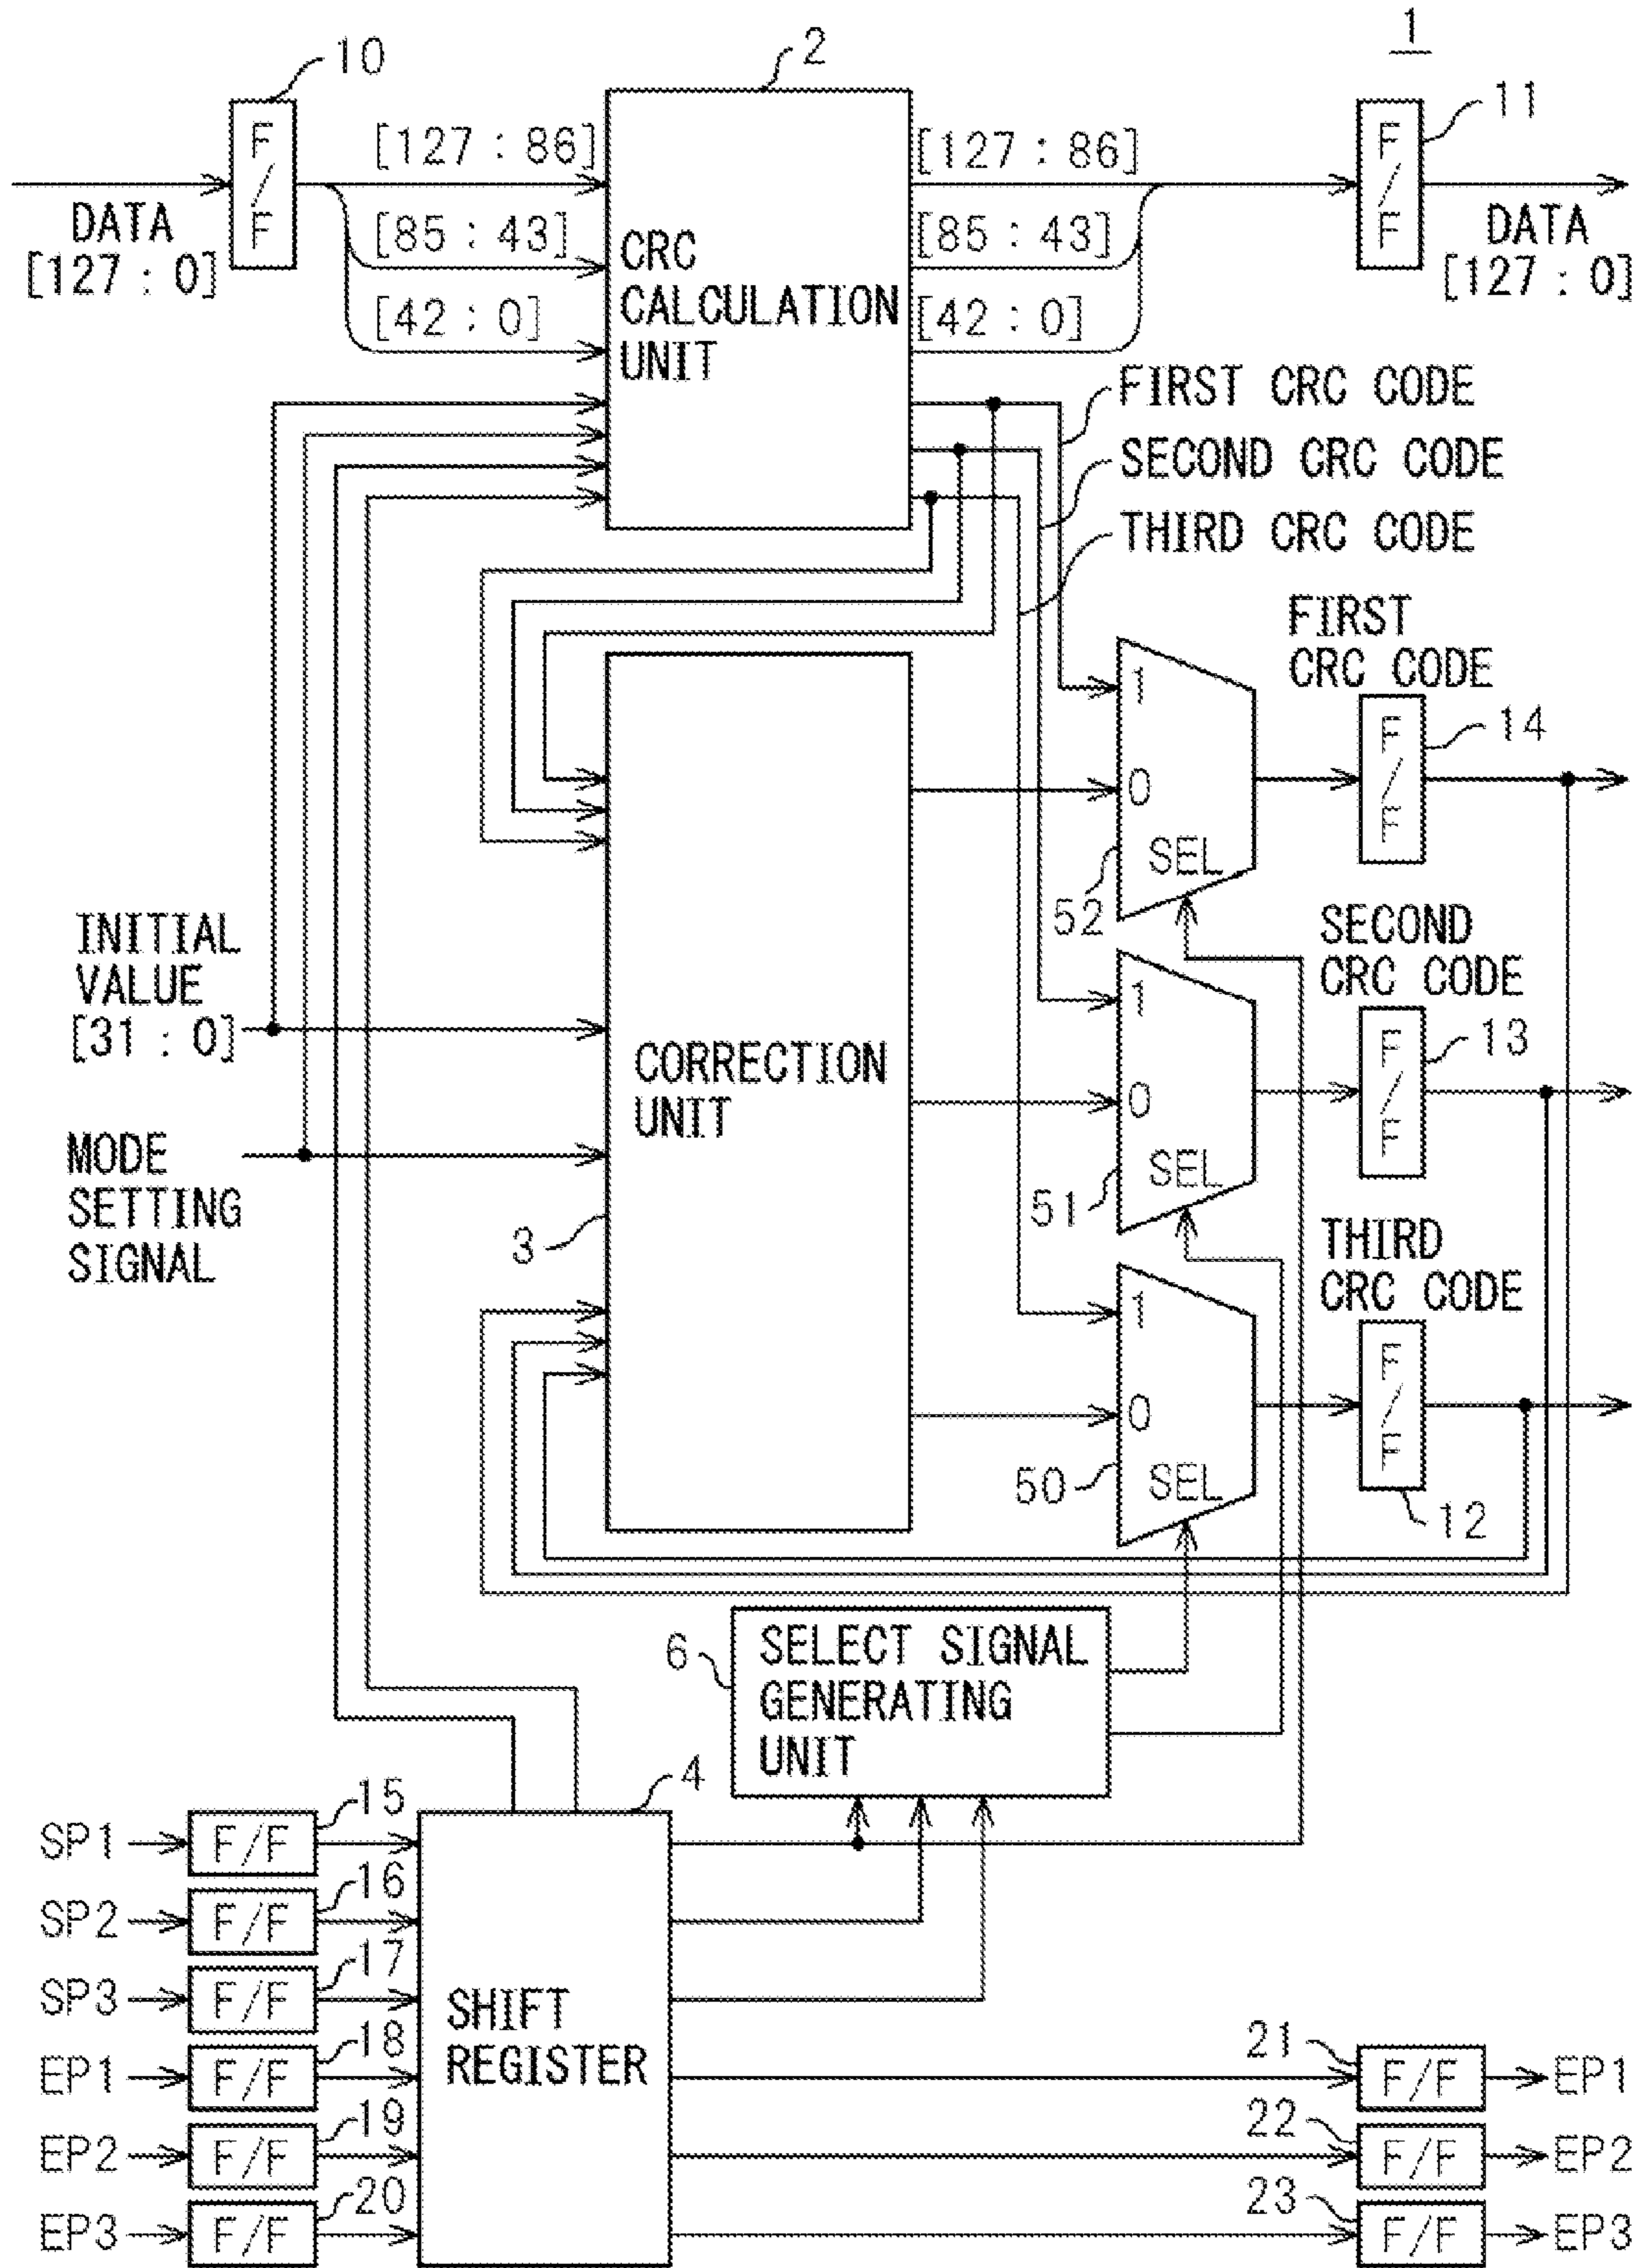 1
10
2
11
F/F
[127 : 86]
[127 : 86]
F/F
DATA
[127 : 0]
[85 : 43]
[85 : 43]
DATA
[127 : 0]
CRC
CALCULATION
UNIT
[42 : 0]
[42 : 0]
FIRST CRC CODE
SECOND CRC CODE
THIRD CRC CODE
FIRST
CRC CODE
1
0
SEL
52
F/F
14
INITIAL
VALUE
[31 : 0]
SECOND
CRC CODE
1
0
SEL
51
F/F
13
CORRECTION
UNIT
3
MODE
SETTING
SIGNAL
THIRD
CRC CODE
1
0
SEL
50
F/F
12
6
SELECT SIGNAL
GENERATING
UNIT
4
SP1
F/F
15
SP2
F/F
16
SP3
F/F
17
SHIFT
REGISTER
EP1
F/F
18
21
F/F
EP1
EP2
F/F
19
22
F/F
EP2
EP3
F/F
20
23
F/F
EP3